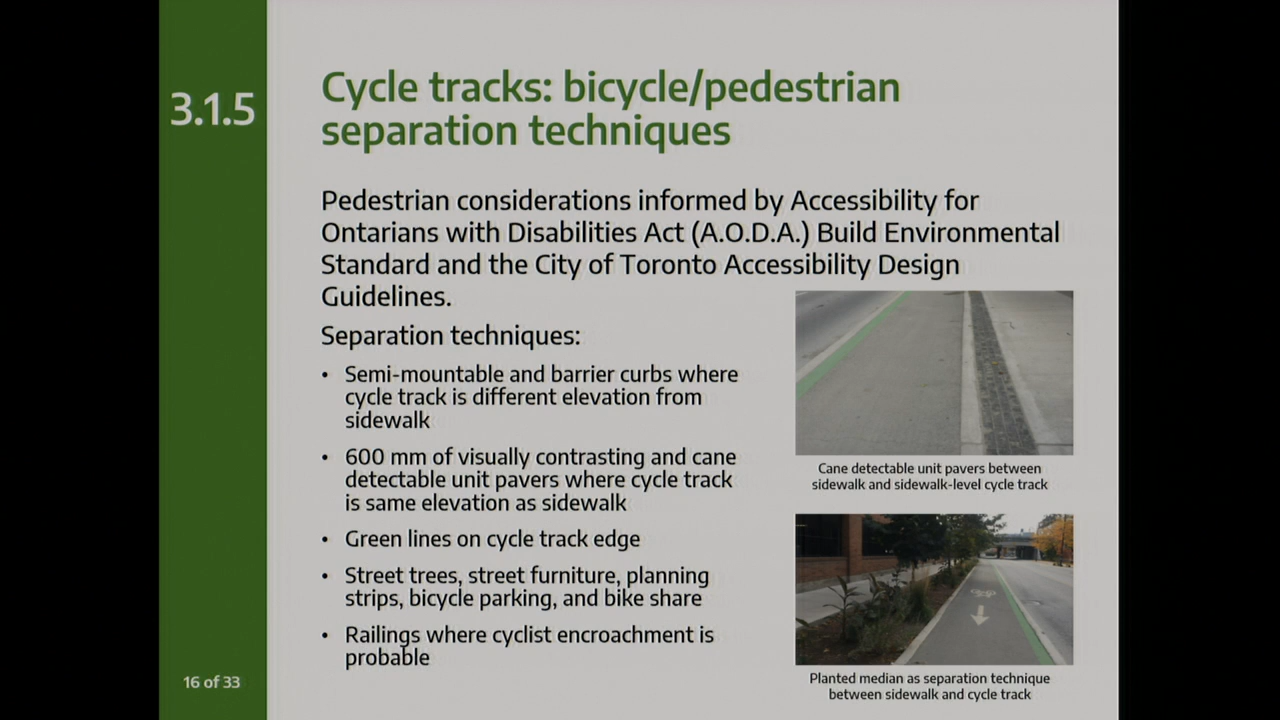 3.1.5
Cycle tracks: bicycle/pedestrian
separation techniques
Pedestrian considerations informed by Accessibility for
Ontarians with Disabilities Act (A.O.D.A.) Build Environmental
Standard and the City of Toronto Accessibility Design
Guidelines.
Separation techniques:
• Semi-mountable and barrier curbs where
cycle track is different elevation from
sidewalk
• 600 mm of visually contrasting and cane
detectable unit pavers where cycle track
is same elevation as sidewalk
• Green lines on cycle track edge
• Street trees, street furniture, planning
strips, bicycle parking, and bike share
• Railings where cyclist encroachment is
probable
Cane detectable unit pavers between
sidewalk and sidewalk-level cycle track
Planted median as separation technique
between sidewalk and cycle track
16 of 33